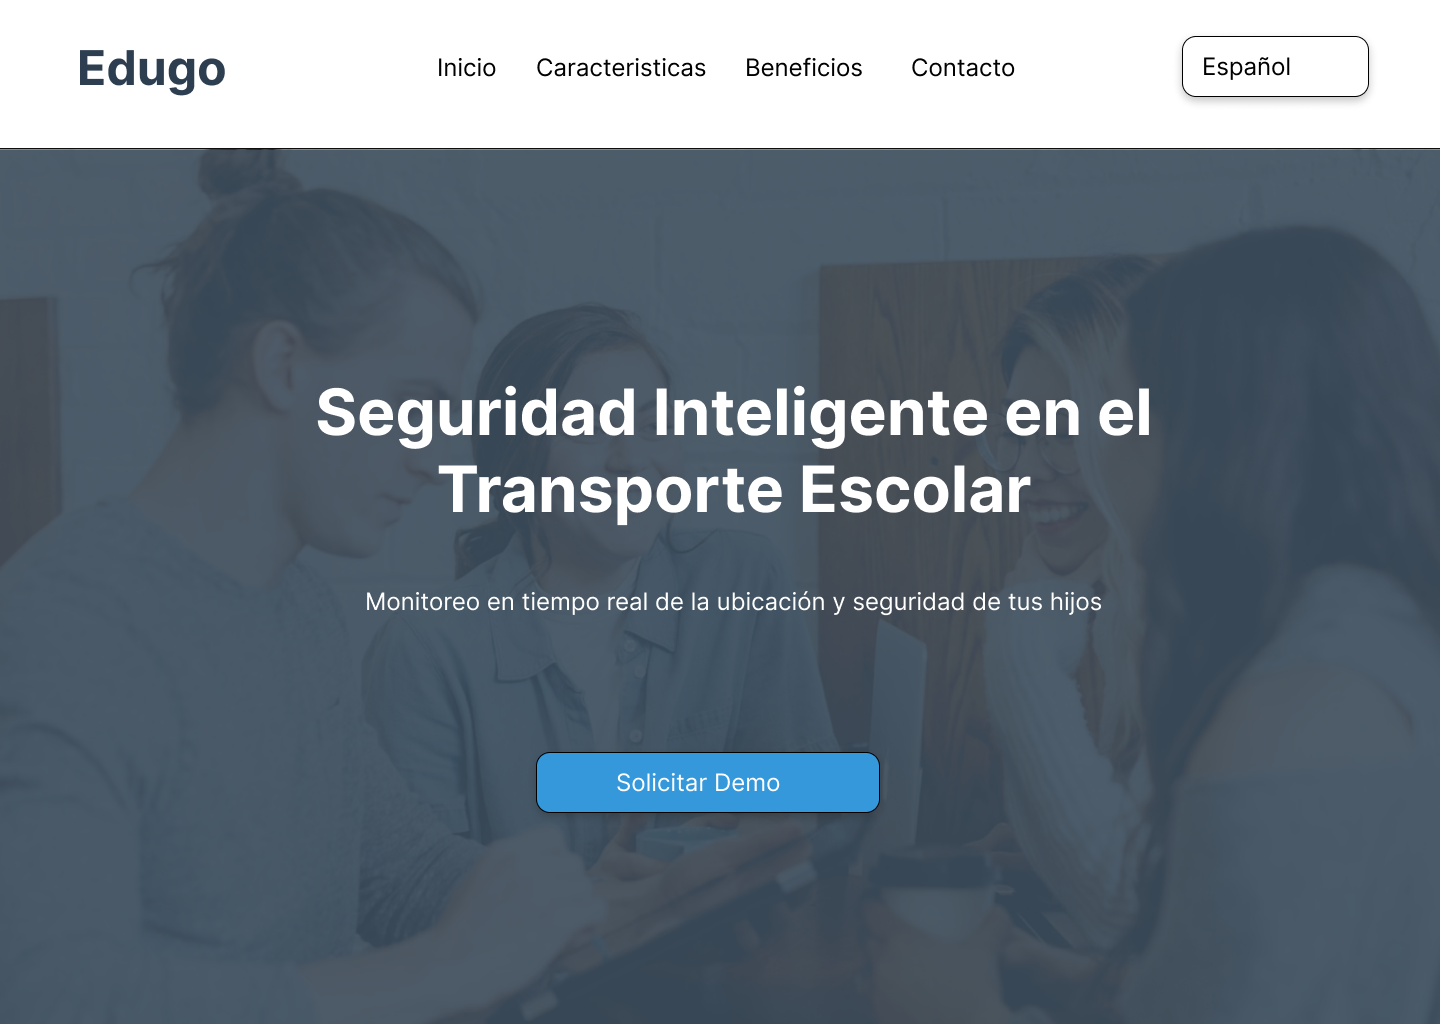 Edugo
Inicio Caracteristicas Beneficios Contacto
Español
Seguridad Inteligente en el
Transporte Escolar
Monitoreo en tiempo real de la ubicación y seguridad de tus hijos
Solicitar Demo